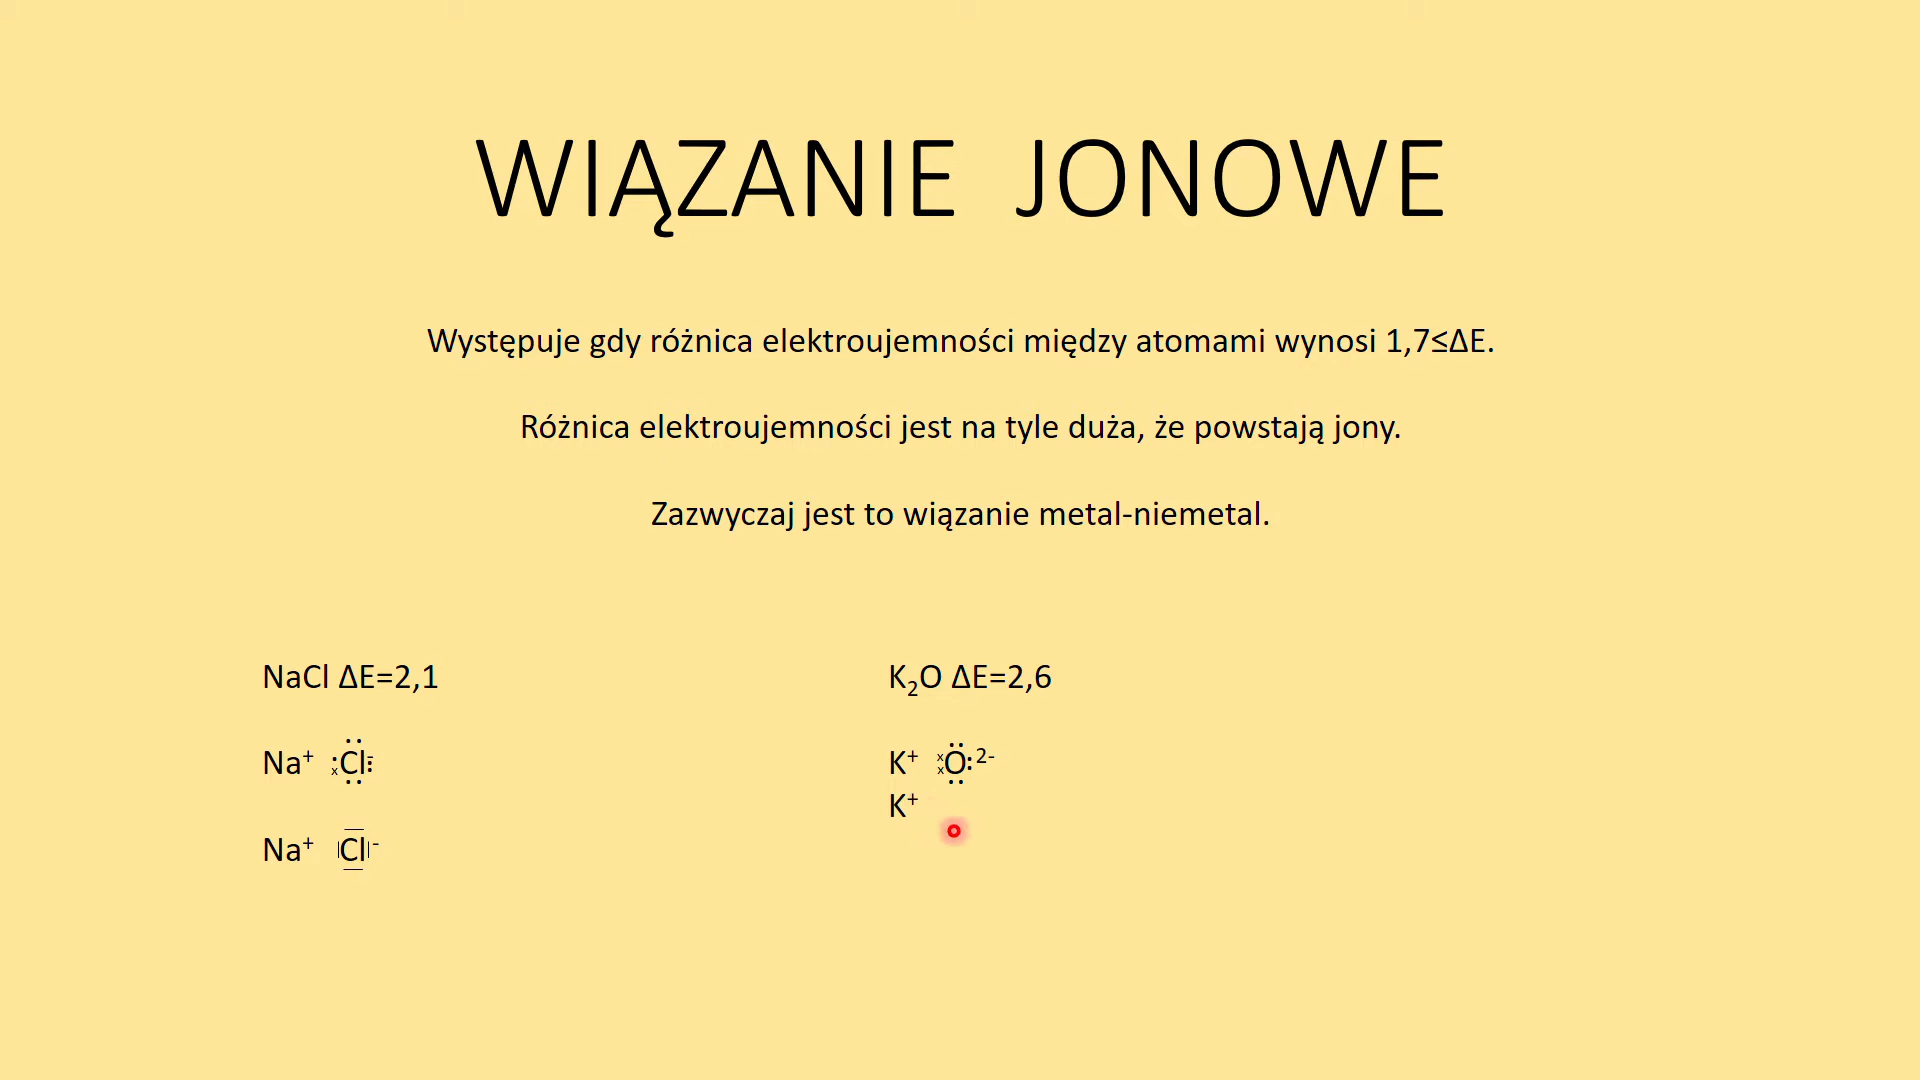 WIĄZANIE JONOWE
Występuje gdy różnica elektroujemności między atomami wynosi 1,7≤ΔE.
Różnica elektroujemności jest na tyle duża, że powstają jony.
Zazwyczaj jest to wiązanie metal-niemetal.
NaCl ΔE=2,1
Na⁺ Cl⁻
Na⁺ Cl⁻
K₂O ΔE=2,6
K⁺ O²⁻
K⁺